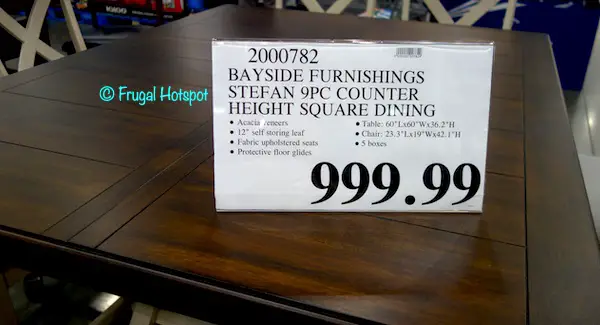 2000782
BAYSIDE FURNISHINGS
STEFAN 9PC COUNTER
HEIGHT SQUARE DINING
© Frugal Hotspot
• Acacia veneers
• 12" self storing leaf
• Fabric upholstered seats
• Protective floor glides
• Table: 60"Lx60"Wx36.2"H
• Chair: 23.3"Lx19"Wx42.1"H
• 5 boxes
999.99